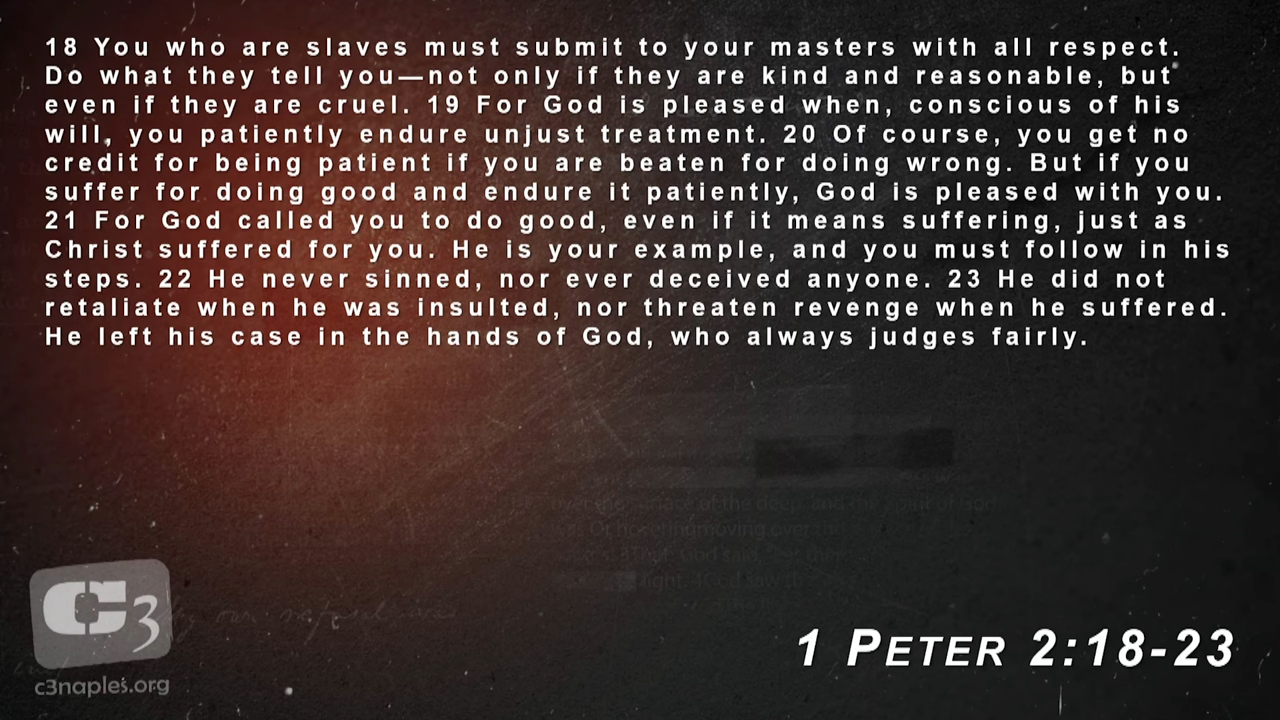 18 You who are slaves must submit to your masters with all respect.
Do what they tell you—not only if they are kind and reasonable, but
even if they are cruel. 19 For God is pleased when, conscious of his
will, you patiently endure unjust treatment. 20 Of course, you get no
credit for being patient if you are beaten for doing wrong. But if you
suffer for doing good and endure it patiently, God is pleased with you.
21 For God called you to do good, even if it means suffering, just as
Christ suffered for you. He is your example, and you must follow in his
steps. 22 He never sinned, nor ever deceived anyone. 23 He did not
retaliate when he was insulted, nor threaten revenge when he suffered.
He left his case in the hands of God, who always judges fairly.
of the deep, and the
over
God said,
C3
c3naples.org
1 PETER 2:18-23